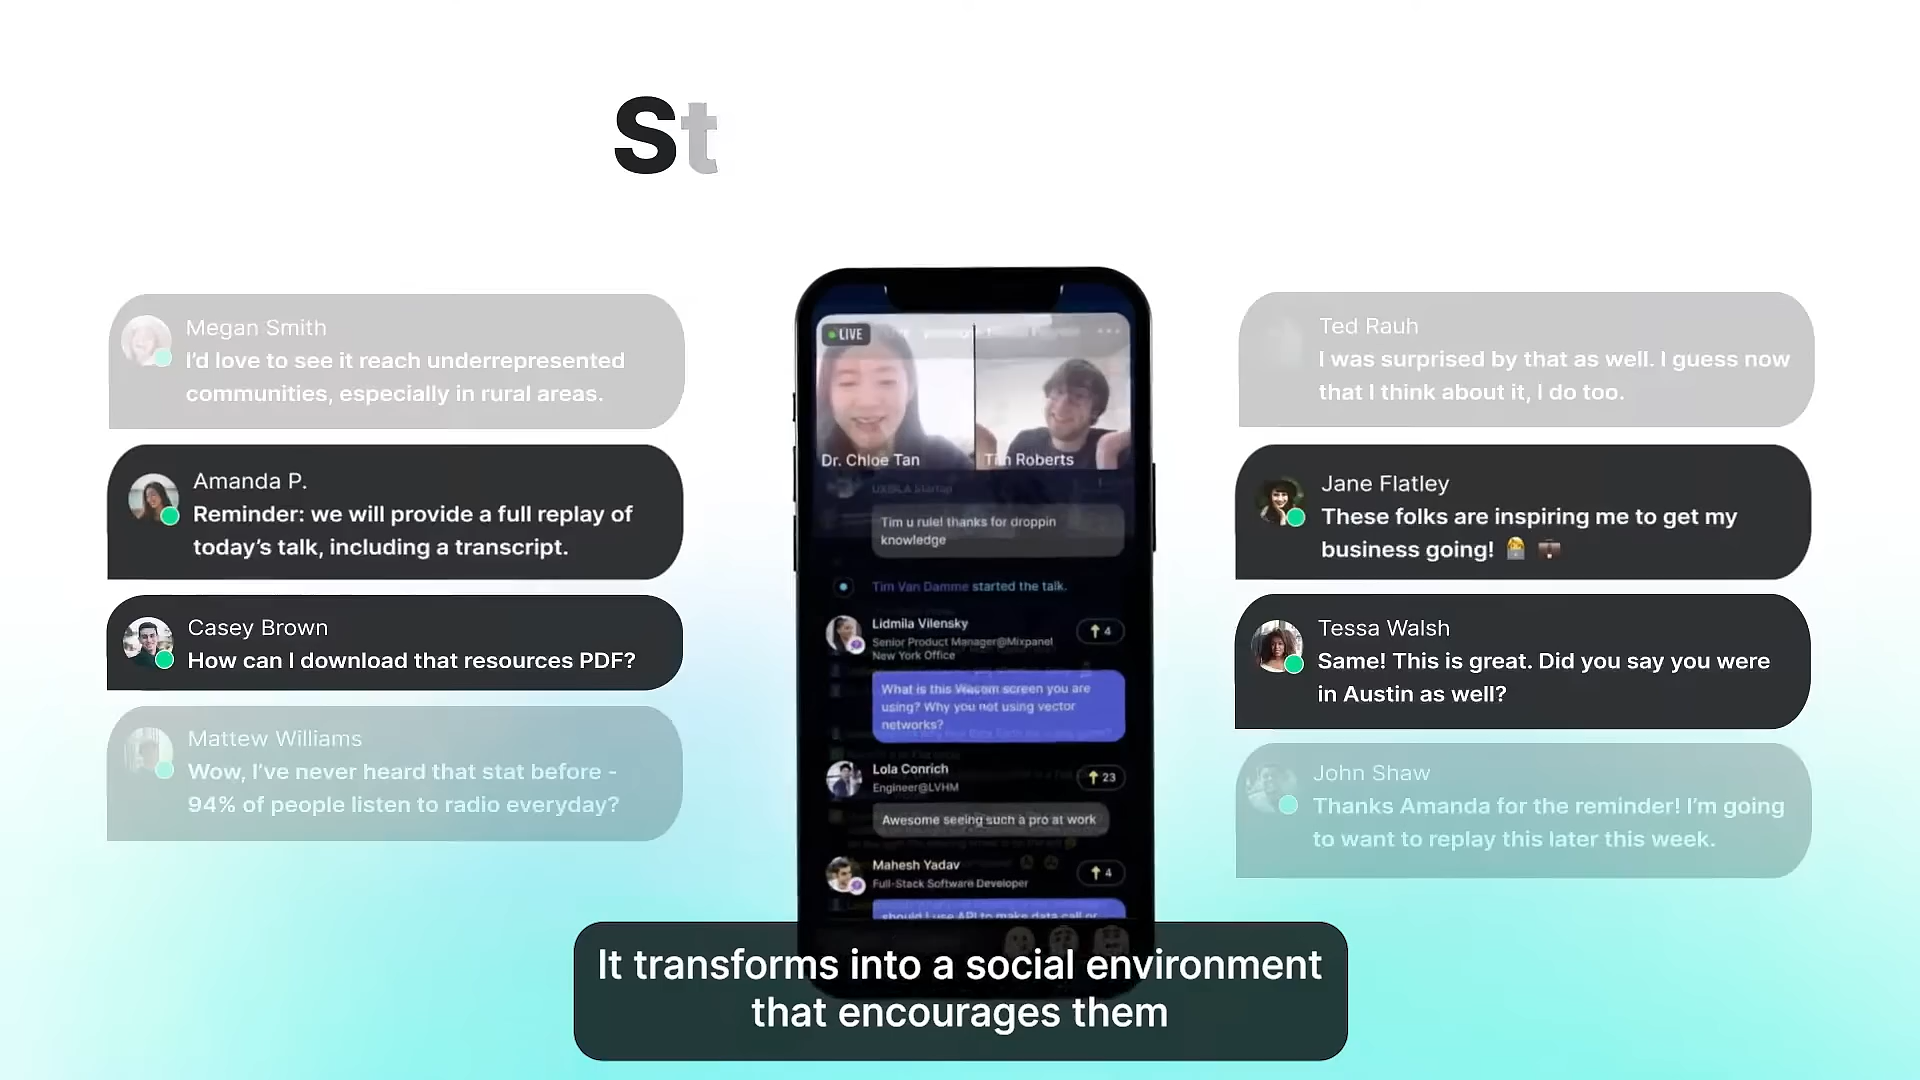 St
Megan Smith
I'd love to see it reach underrepresented
communities, especially in rural areas.
Amanda P.
Reminder: we will provide a full replay of
today's talk, including a transcript.
Casey Brown
How can I download that resources PDF?
Mattew Williams
Wow, I've never heard that stat before -
94% of people listen to radio everyday?
LIVE
Dr. Chloe Tan
Tim Roberts
Tim u rule! thanks for droppin
knowledge
Tim Van Damme started the talk.
Lidmila Vilensky
4
Senior Product Manager@Mixpanel
New York Office
What is this Wacom screen you are
using? Why you not using vector
networks?
Lola Conrich
23
Engineer@LVHM
Awesome seeing such a pro at work
Mahesh Yadav
4
Full-Stack Software Developer
should I use API to make data call or
Ted Rauh
I was surprised by that as well. I guess now
that I think about it, I do too.
Jane Flatley
These folks are inspiring me to get my
business going!
Tessa Walsh
Same! This is great. Did you say you were
in Austin as well?
John Shaw
Thanks Amanda for the reminder! I'm going
to want to replay this later this week.
It transforms into a social environment
that encourages them